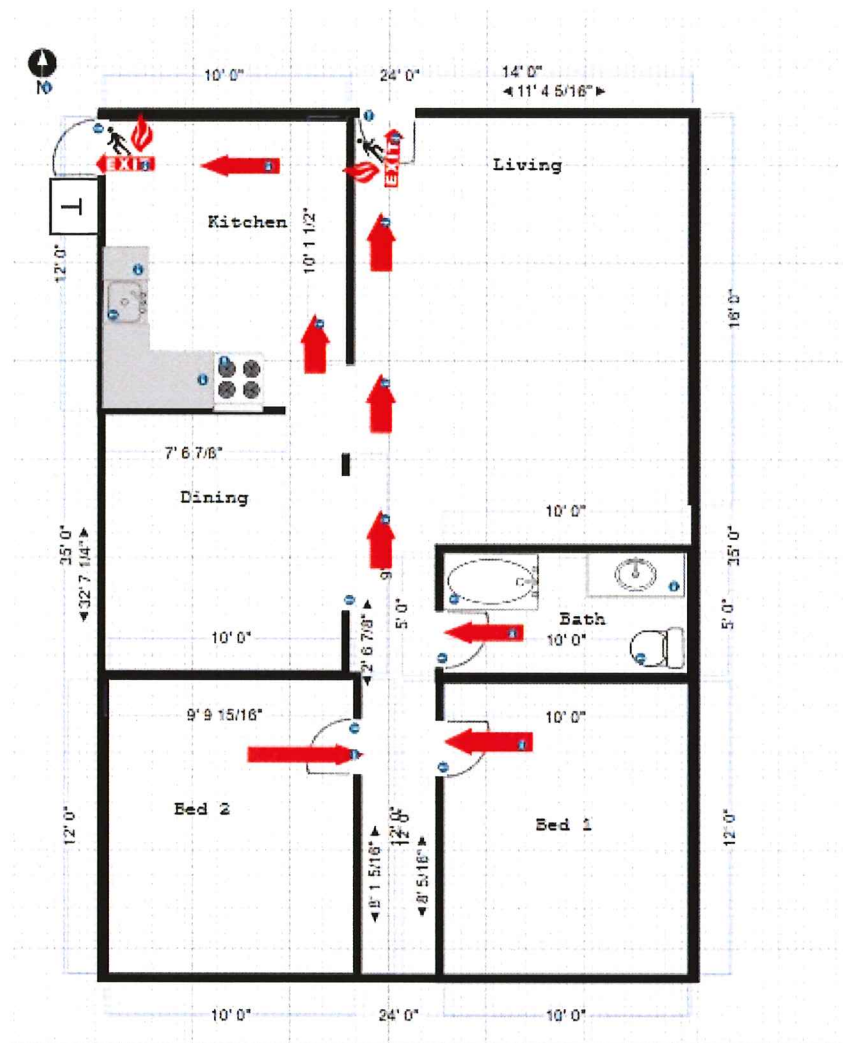 N
10' 0"
24' 0"
14' 0"
11' 4 5/16"
EXIT
EXIT
Living
T
Kitchen
10' 1 1/2"
12' 0"
16' 0"
7' 6 7/8"
Dining
10' 0"
35' 0"
32' 7 1/4"
9'
35' 0"
5' 0"
2' 6 7/8"
Bath
10' 0"
10' 0"
5' 0"
9' 9 15/16"
10' 0"
Bed 2
Bed 1
12' 0"
12' 0"
12' 0"
8' 1 5/16"
8' 5/16"
10' 0"
24' 0"
10' 0"